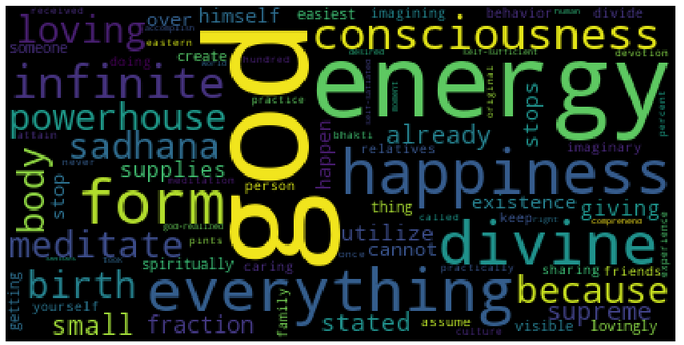 loving
over
himself
easiest
imagining
behavior
divide
someone
eastern
create
doing
hundred
god
consciousness
infinite
energy
powerhouse
practice
already
stops
original
percent
sadhana
attain
never
meditation
supplies
person
happen
bhakti
relatives
devotion
imaginary
body
stop
form
happiness
god-realized
pints
thing
existence
giving
called
keep
right
comprehend
meditate
utilize
cannot
divine
experience
spiritually
caring
once
practically
sharing
friends
getting
birth
everything
because
yourself
small
fraction
family
stated
assume
culture
visible
supreme
lovingly
received
accomplish
human
self-sufficient
desired
moment
self-initiated